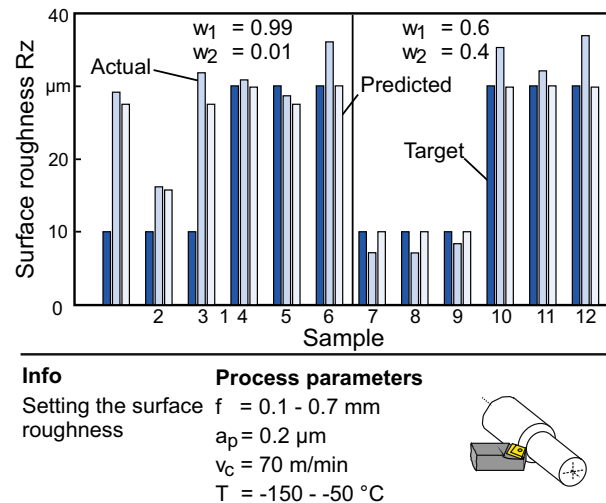 40
w1 = 0.99
w2 = 0.01
w1 = 0.6
w2 = 0.4
Actual
µm
Predicted
Target
20
10
0
Surface roughness Rz
2 3 1 4 5 6 7 8 9 10 11 12
Sample
Info
Setting the surface
roughness
Process parameters
f = 0.1 - 0.7 mm
ap = 0.2 µm
vc = 70 m/min
T = -150 - -50 °C